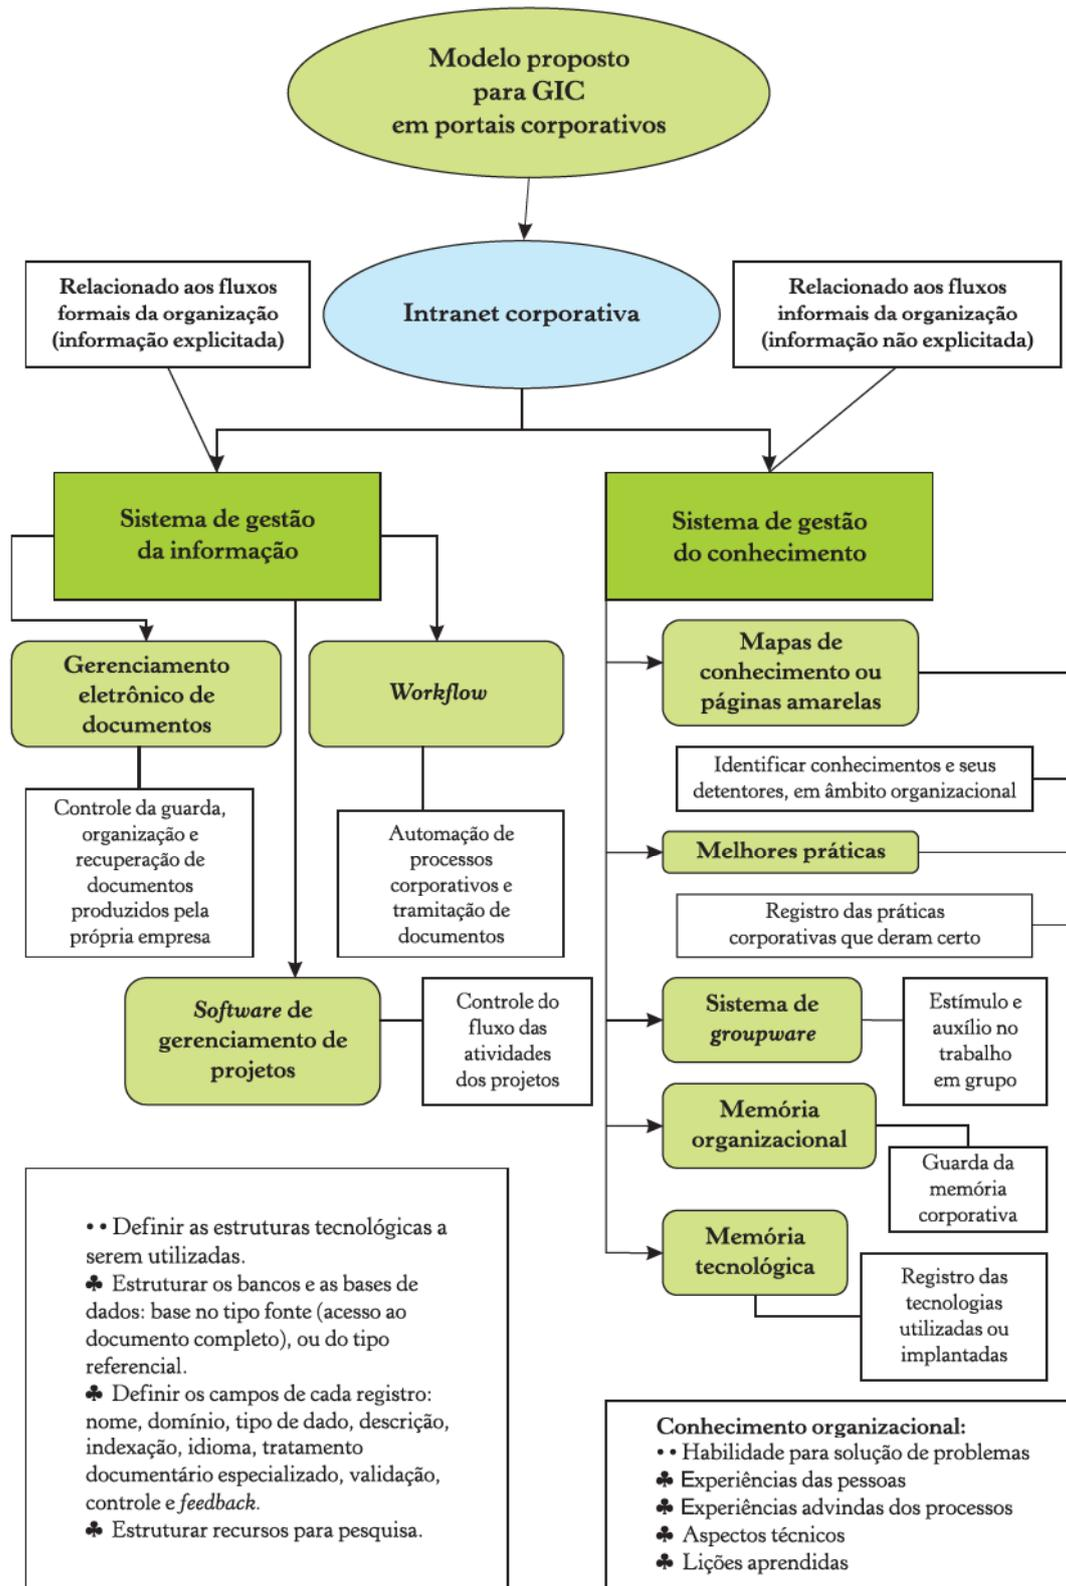 Modelo proposto
para GIC
em portais corporativos
Relacionado aos fluxos
formais da organização
(informação explicitada)
Intranet corporativa
Relacionado aos fluxos
informais da organização
(informação não explicitada)
Sistema de gestão
da informação
Sistema de gestão
do conhecimento
Gerenciamento
eletrônico de
documentos
Workflow
Controle da guarda,
organização e
recuperação de
documentos
produzidos pela
própria empresa
Automação de
processos
corporativos e
tramitação de
documentos
Software de
gerenciamento de
projetos
Controle do
fluxo das
atividades
dos projetos
Mapas de
conhecimento ou
páginas amarelas
Identificar conhecimentos e seus
detentores, em âmbito organizacional
Melhores práticas
Registro das práticas
corporativas que deram certo
Sistema de
groupware
Estímulo e
auxílio no
trabalho
em grupo
Memória
organizacional
Guarda da
memória
corporativa
Memória
tecnológica
Registro das
tecnologias
utilizadas ou
implantadas
•• Definir as estruturas tecnológicas a
serem utilizadas.
♣ Estruturar os bancos e as bases de
dados: base no tipo fonte (acesso ao
documento completo), ou do tipo
referencial.
♣ Definir os campos de cada registro:
nome, domínio, tipo de dado, descrição,
indexação, idioma, tratamento
documentário especializado, validação,
controle e feedback.
♣ Estruturar recursos para pesquisa.
Conhecimento organizacional:
•• Habilidade para solução de problemas
♣ Experiências das pessoas
♣ Experiências advindas dos processos
♣ Aspectos técnicos
♣ Lições aprendidas